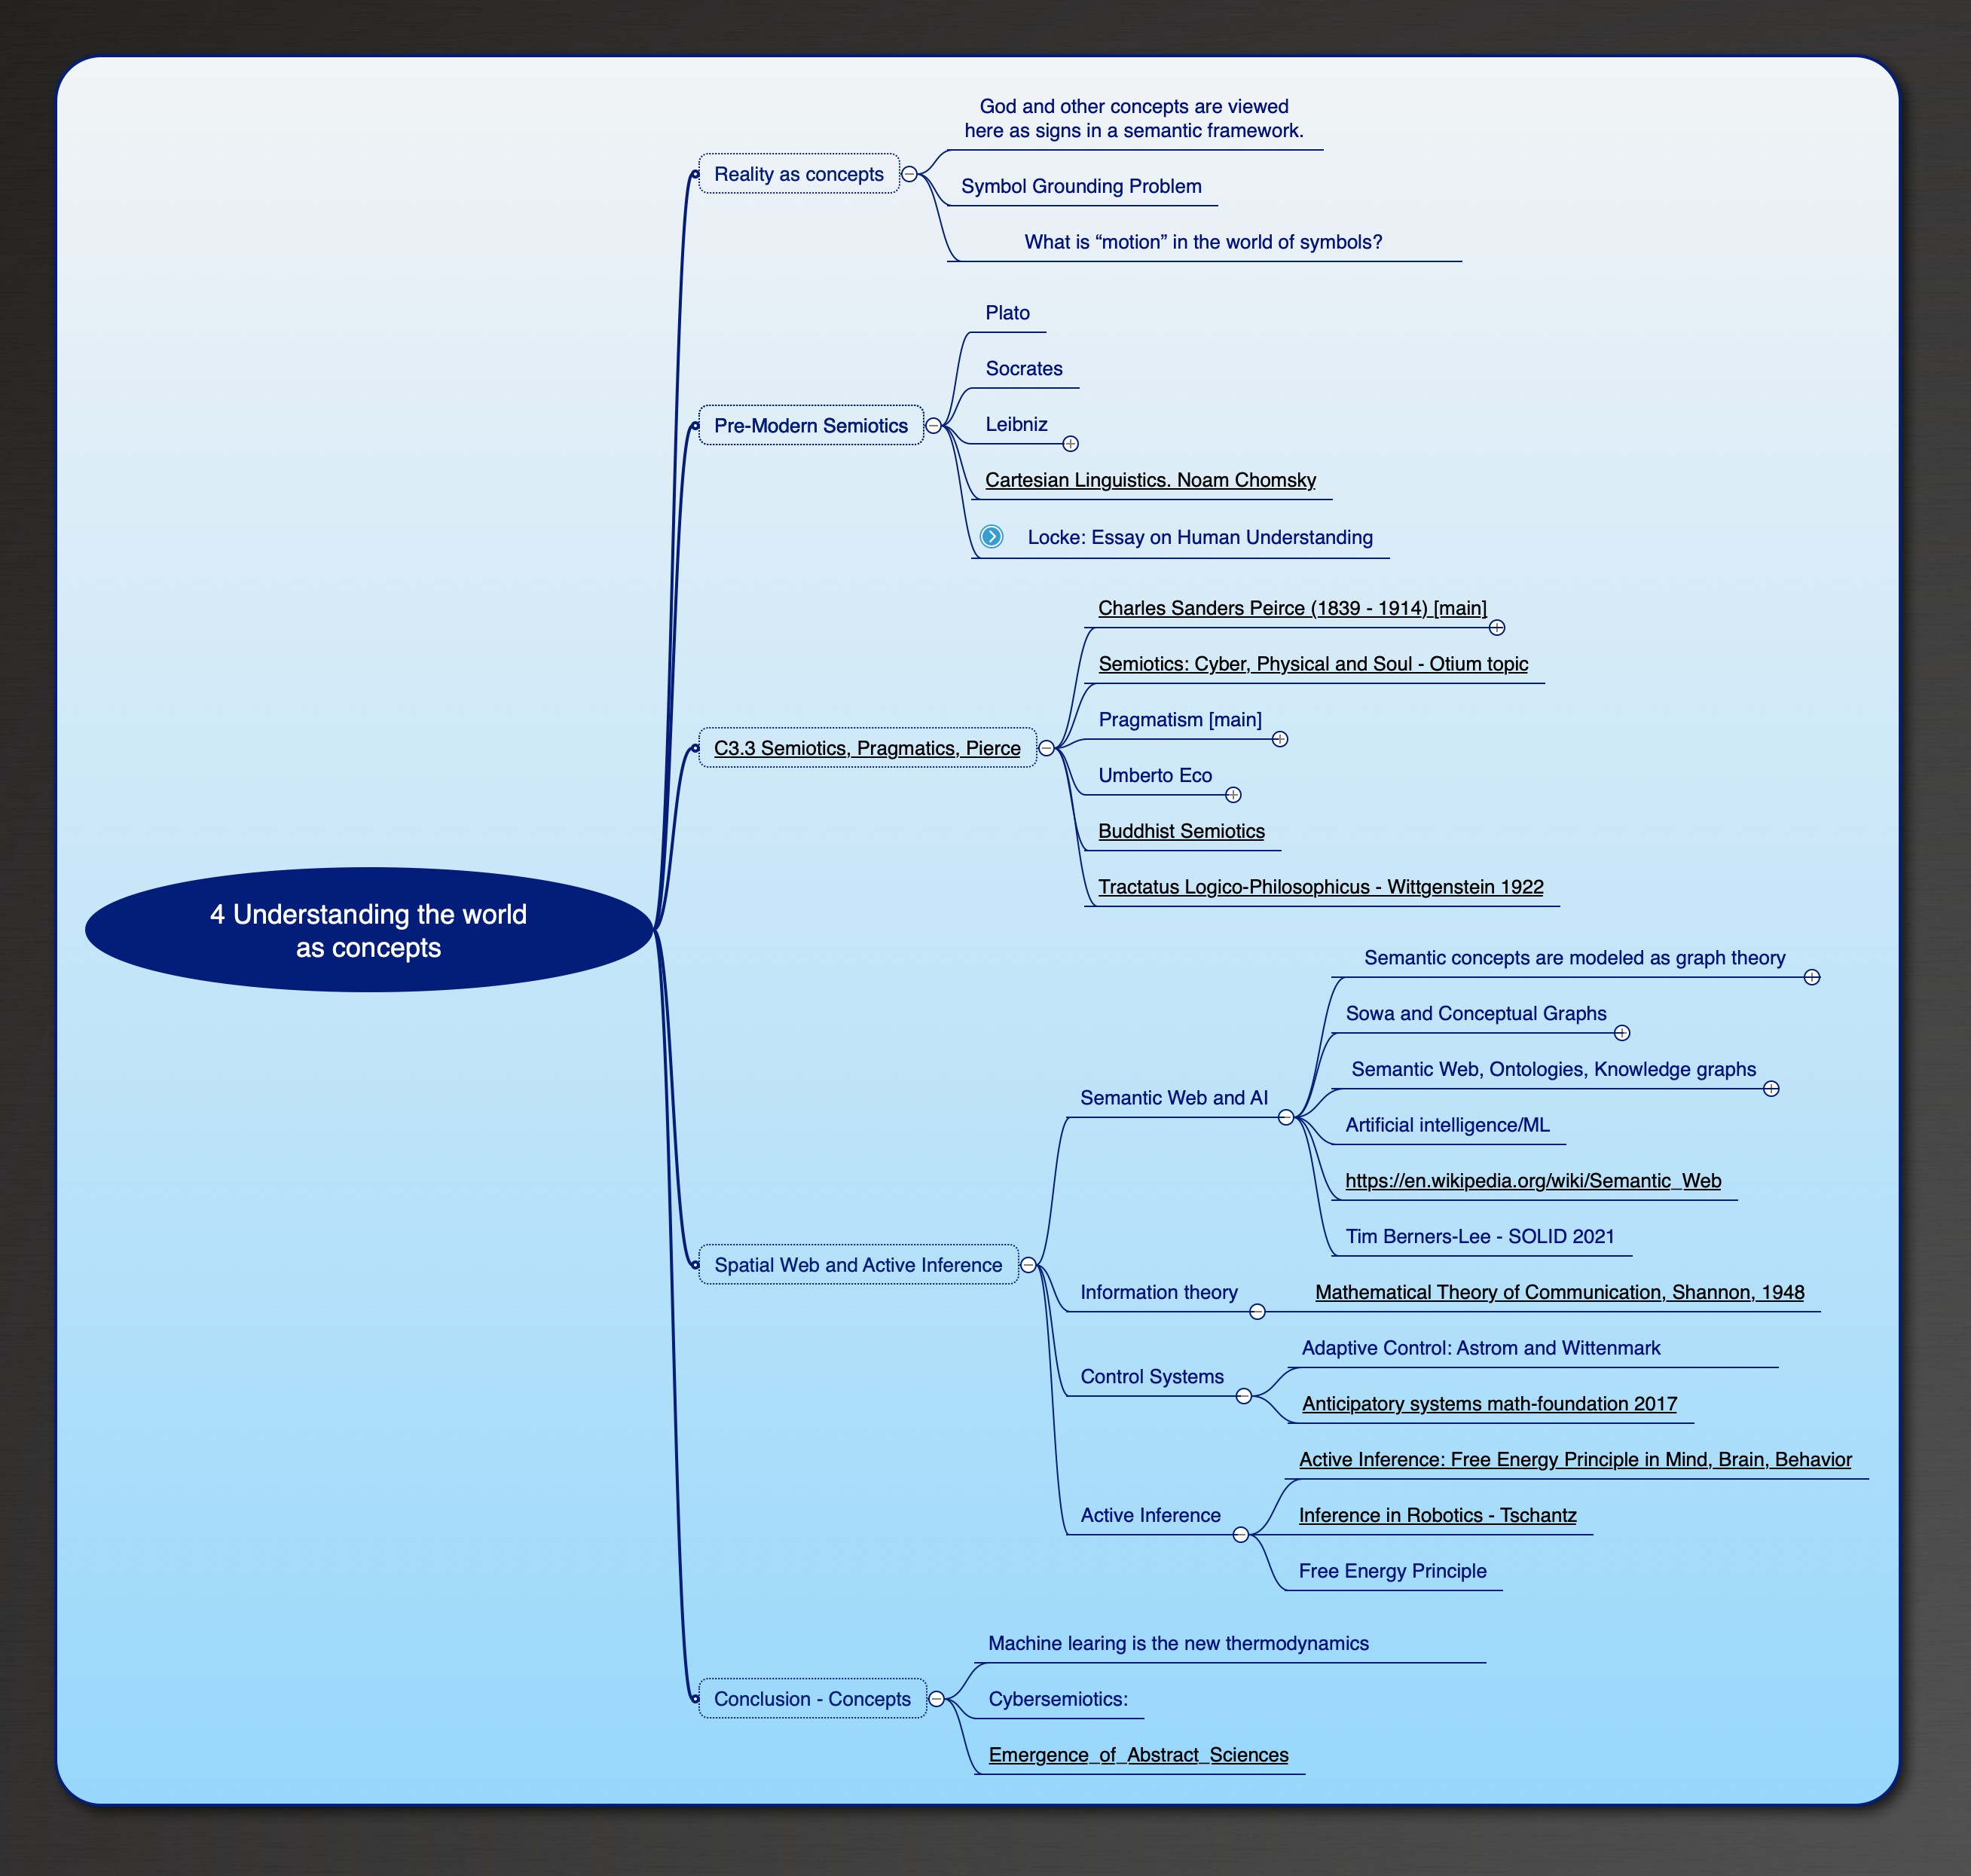 God and other concepts are viewed
here as signs in a semantic framework.
Reality as concepts
Symbol Grounding Problem
What is “motion” in the world of symbols?
Plato
Socrates
Pre-Modern Semiotics
Leibniz
Cartesian Linguistics. Noam Chomsky
Locke: Essay on Human Understanding
Charles Sanders Peirce (1839 - 1914) [main]
Semiotics: Cyber, Physical and Soul - Otium topic
Pragmatism [main]
C3.3 Semiotics, Pragmatics, Pierce
Umberto Eco
Buddhist Semiotics
Tractatus Logico-Philosophicus - Wittgenstein 1922
4 Understanding the world
as concepts
Semantic concepts are modeled as graph theory
Sowa and Conceptual Graphs
Semantic Web, Ontologies, Knowledge graphs
Semantic Web and AI
Artificial intelligence/ML
https://en.wikipedia.org/wiki/Semantic_Web
Tim Berners-Lee - SOLID 2021
Spatial Web and Active Inference
Information theory
Mathematical Theory of Communication, Shannon, 1948
Adaptive Control: Astrom and Wittenmark
Control Systems
Anticipatory systems math-foundation 2017
Active Inference: Free Energy Principle in Mind, Brain, Behavior
Active Inference
Inference in Robotics - Tschantz
Free Energy Principle
Machine learing is the new thermodynamics
Conclusion - Concepts
Cybersemiotics:
Emergence_of_Abstract_Sciences